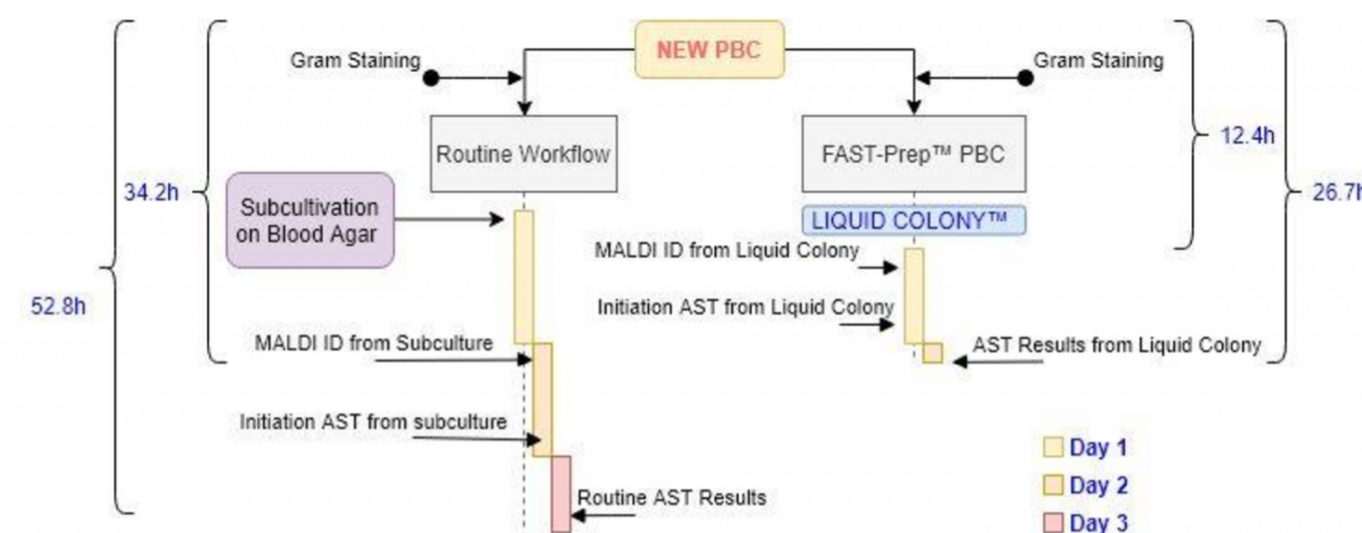 NEW PBC
Gram Staining
Gram Staining
Routine Workflow
FAST-Prep™ PBC
12.4h
34.2h
26.7h
Subcultivation
on Blood Agar
LIQUID COLONY™
MALDI ID from Liquid Colony
52.8h
Initiation AST from Liquid Colony
MALDI ID from Subculture
AST Results from Liquid Colony
Initiation AST from subculture
Day 1
Day 2
Routine AST Results
Day 3